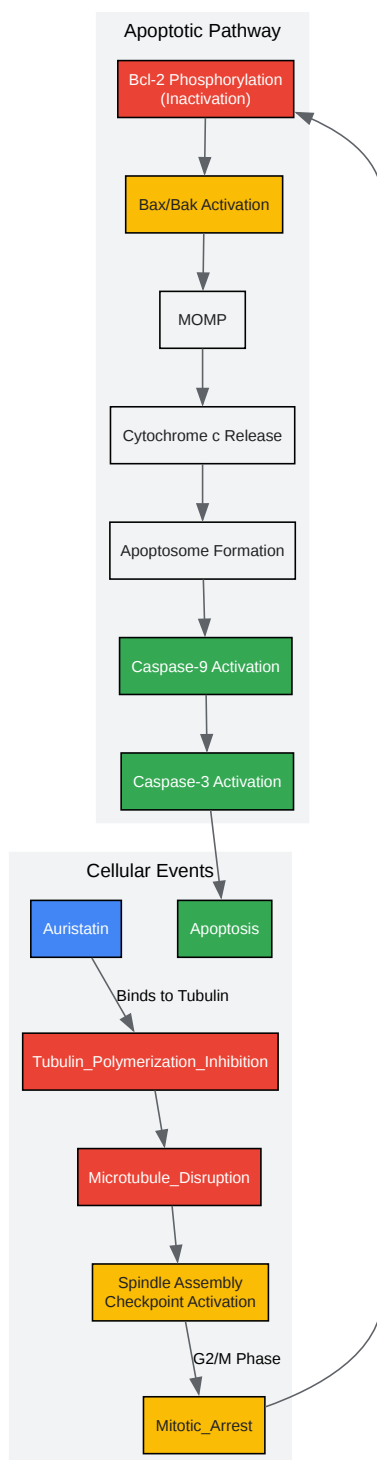 Apoptotic Pathway
Bcl-2 Phosphorylation
(Inactivation)
Bax/Bak Activation
MOMP
Cytochrome c Release
Apoptosome Formation
Caspase-9 Activation
Caspase-3 Activation
Cellular Events
Auristatin
Apoptosis
Binds to Tubulin
Tubulin_Polymerization_Inhibition
Microtubule_Disruption
Spindle Assembly
Checkpoint Activation
G2/M Phase
Mitotic_Arrest